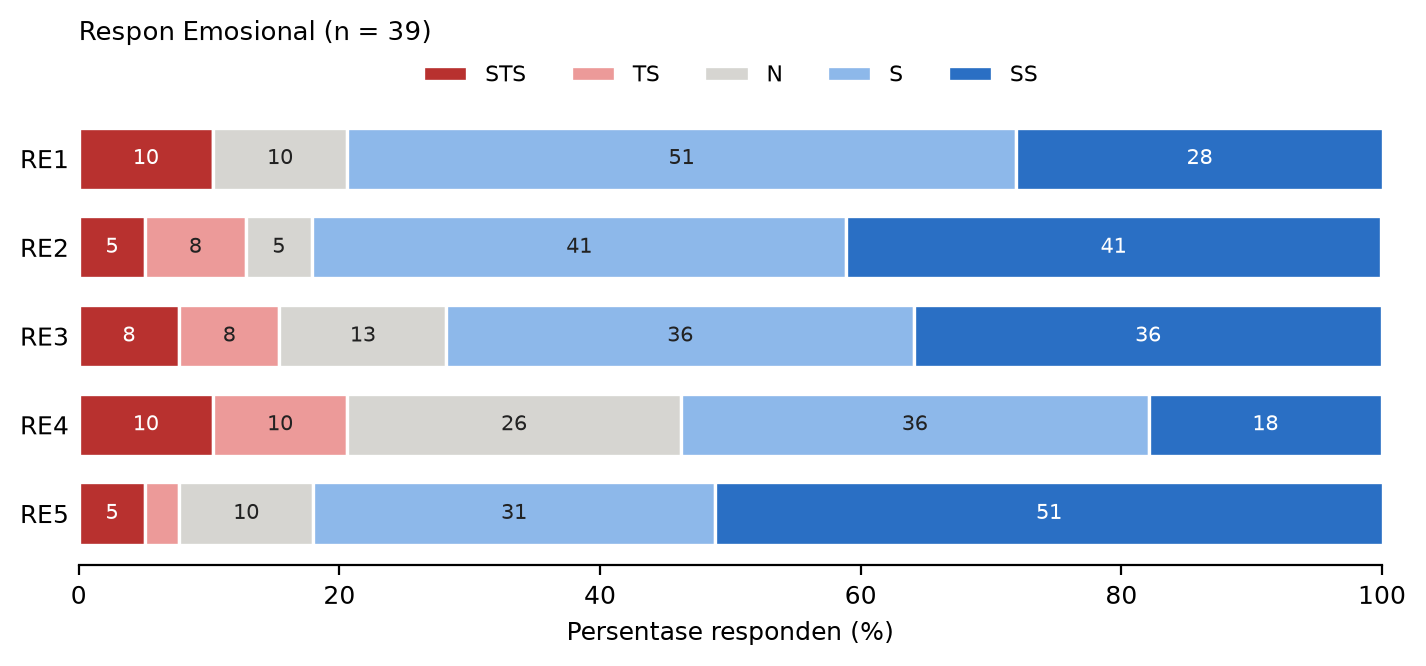 Respon Emosional (n = 39)
STS TS N S SS
RE1 10 10 51 28
RE2 5 8 5 41 41
RE3 8 8 13 36 36
RE4 10 10 26 36 18
RE5 5 10 31 51
0 20 40 60 80 100
Persentase responden (%)